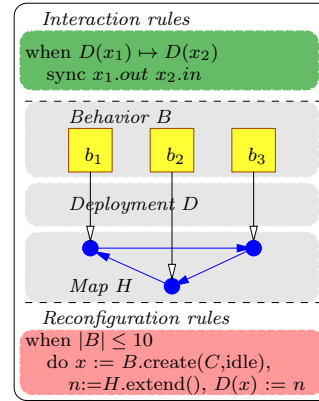 Interaction rules
when D(x₁) ↦ D(x₂)
sync x₁.out x₂.in
Behavior B
b₁ b₂ b₃
Deployment D
Map H
Reconfiguration rules
when |B| ≤ 10
do x := B.create(C,idle),
n:=H.extend(), D(x) := n